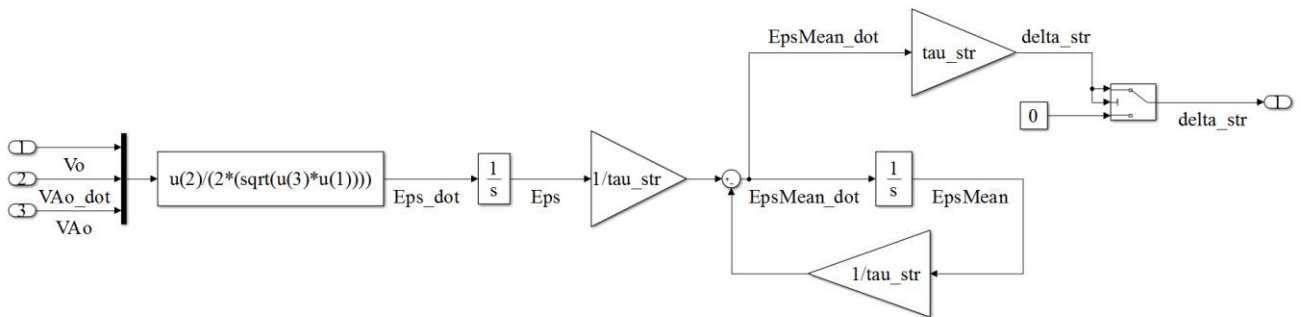 EpsMean_dot
tau_str
delta_str
0
delta_str
1
1
Vo
2
VAo_dot
3
VAo
u(2)/(2*(sqrt(u(3)*u(1))))
Eps_dot
1
s
Eps
1/tau_str
+
-
EpsMean_dot
1
s
EpsMean
1/tau_str